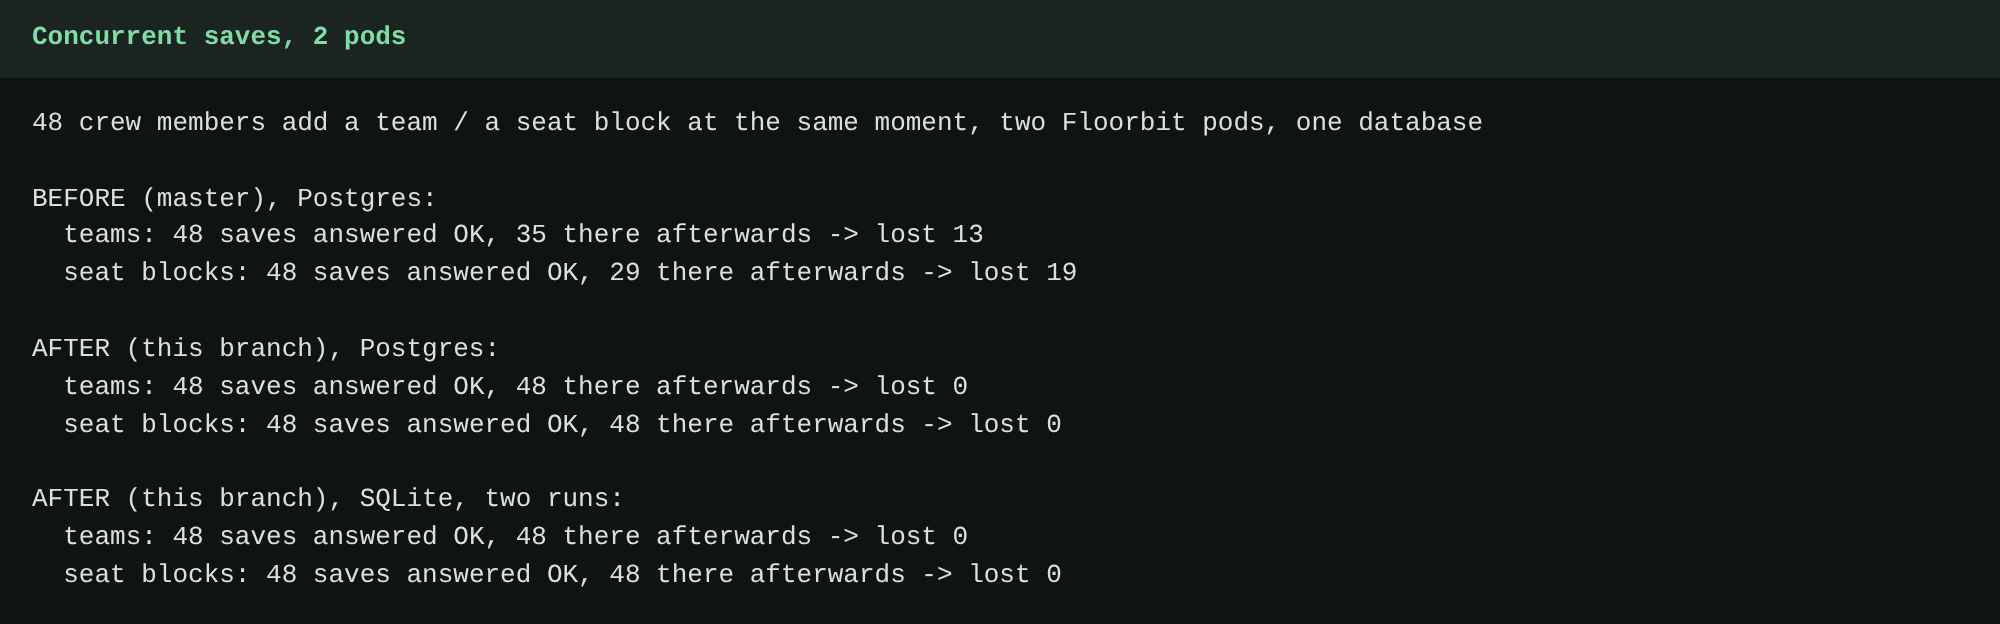 Concurrent saves, 2 pods
48 crew members add a team / a seat block at the same moment, two Floorbit pods, one database
BEFORE (master), Postgres:
teams: 48 saves answered OK, 35 there afterwards -> lost 13
seat blocks: 48 saves answered OK, 29 there afterwards -> lost 19
AFTER (this branch), Postgres:
teams: 48 saves answered OK, 48 there afterwards -> lost 0
seat blocks: 48 saves answered OK, 48 there afterwards -> lost 0
AFTER (this branch), SQLite, two runs:
teams: 48 saves answered OK, 48 there afterwards -> lost 0
seat blocks: 48 saves answered OK, 48 there afterwards -> lost 0